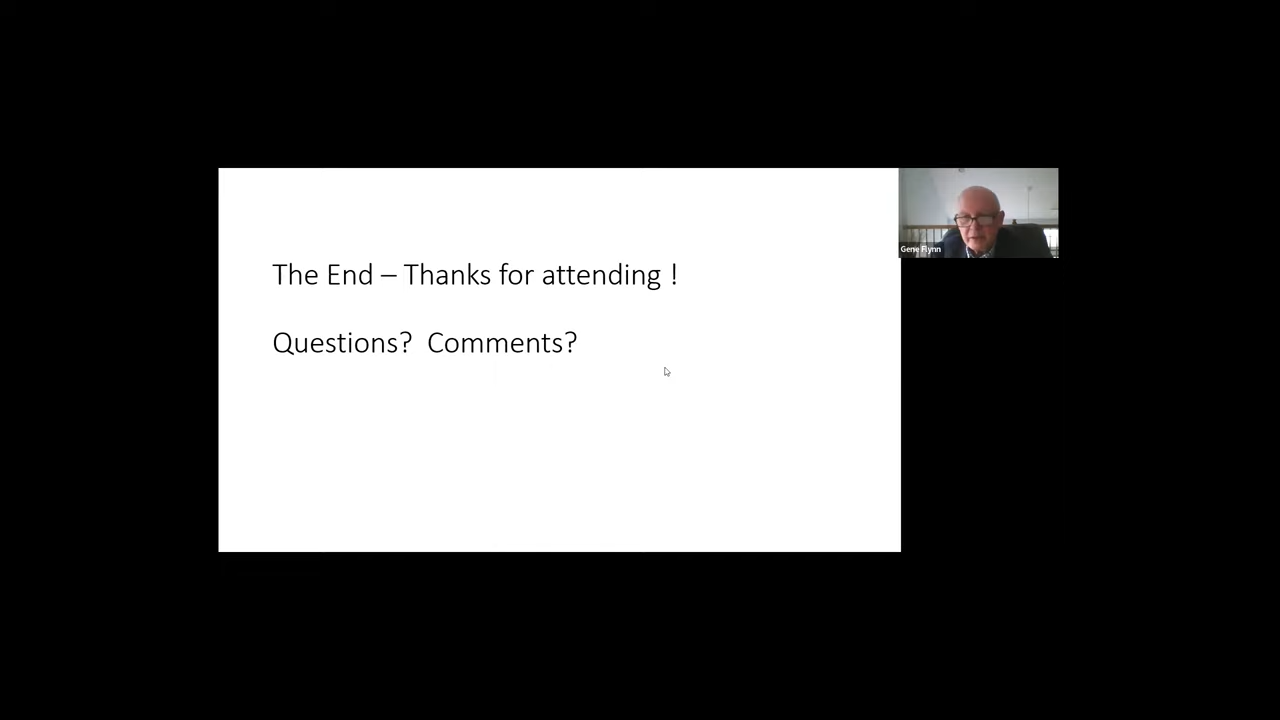 The End – Thanks for attending !
Questions?  Comments?
Gene Flynn